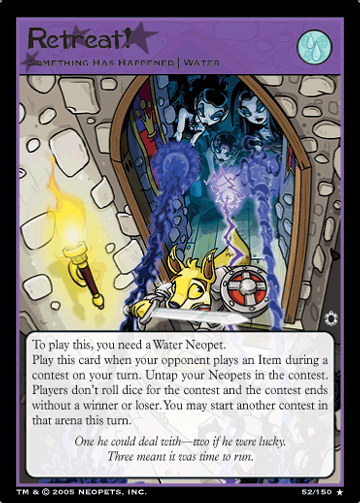 Retreat!
Something Has Happened | Water
To play this, you need a Water Neopet.
Play this card when your opponent plays an Item during a
contest on your turn. Untap your Neopets in the contest.
Players don't roll dice for the contest and the contest ends
without a winner or loser. You may start another contest in
that arena this turn.
One he could deal with—two if he were lucky.
Three meant it was time to run.
TM & © 2005 NEOPETS, INC.
52/150 ★